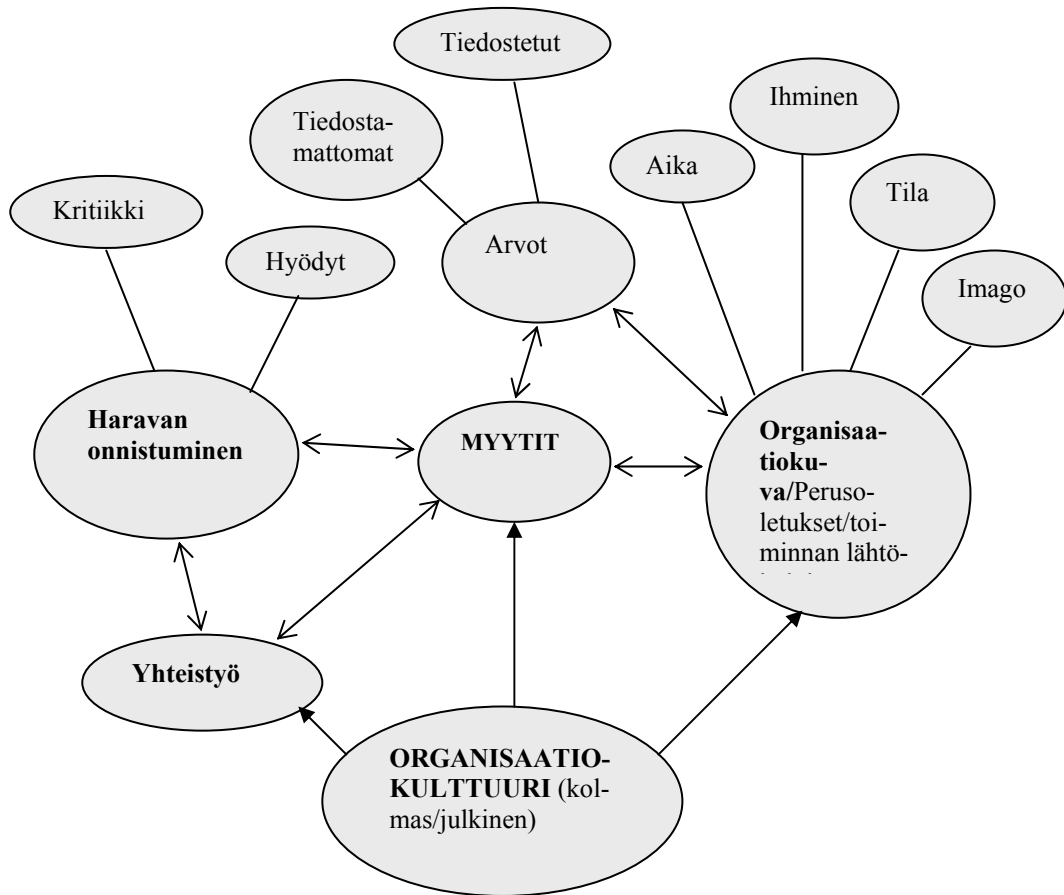 Tiedostetut
Ihminen
Tiedosta-
mattomat
Aika
Tila
Kritiikki
Arvot
Hyödyt
Imago
Haravan
onnistuminen
MYYTIT
Organisaa-
tioku-
va/Peruso-
letukset/toi-
minnan lähtö-
Yhteistyö
ORGANISAATIO-
KULTTUURI (kol-
mas/julkinen)